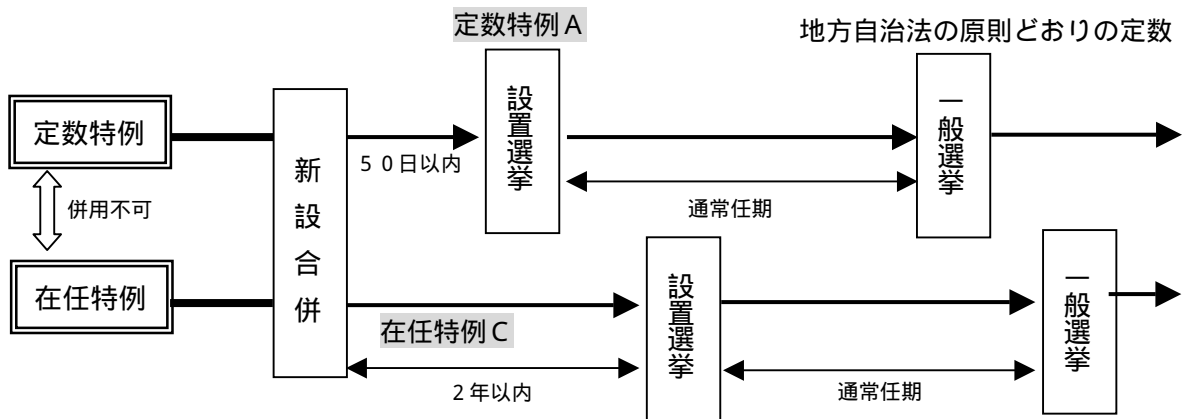 定数特例Ａ
地方自治法の原則どおりの定数
定数特例
新設合併
５０日以内
設置選挙
通常任期
一般選挙
併用不可
在任特例
在任特例Ｃ
２年以内
設置選挙
通常任期
一般選挙